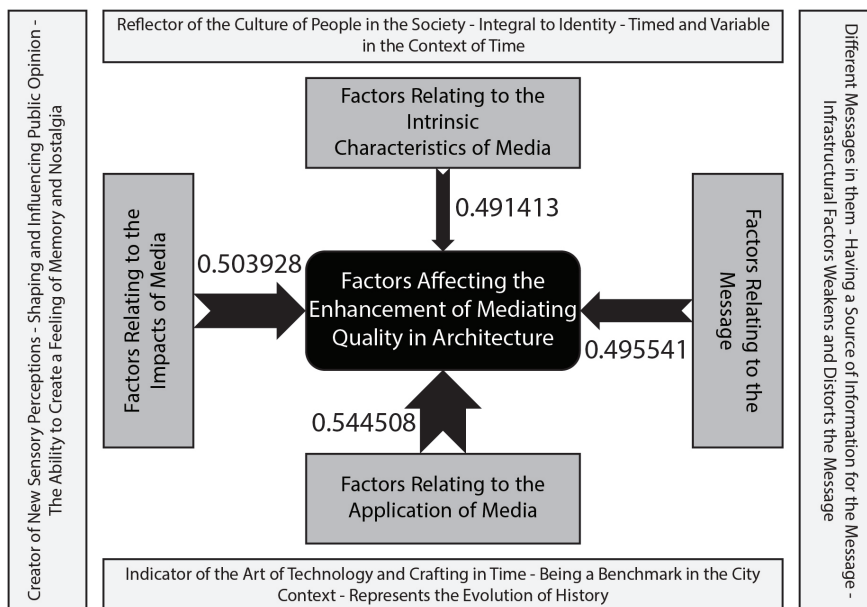 Reflector of the Culture of People in the Society - Integral to Identity - Timed and Variable
in the Context of Time
Creator of New Sensory Perceptions - Shaping and Influencing Public Opinion -
The Ability to Create a Feeling of Memory and Nostalgia
Factors Relating to the
Intrinsic
Characteristics of Media
0.491413
Factors Relating to the
Impacts of Media
0.503928
Factors Affecting the
Enhancement of Mediating
Quality in Architecture
Factors Relating to the
Message
0.495541
0.544508
Factors Relating to the
Application of Media
Different Messages in them - Having a Source of Information for the Message -
Infrastructural Factors Weakens and Distorts the Message
Indicator of the Art of Technology and Crafting in Time - Being a Benchmark in the City
Context - Represents the Evolution of History